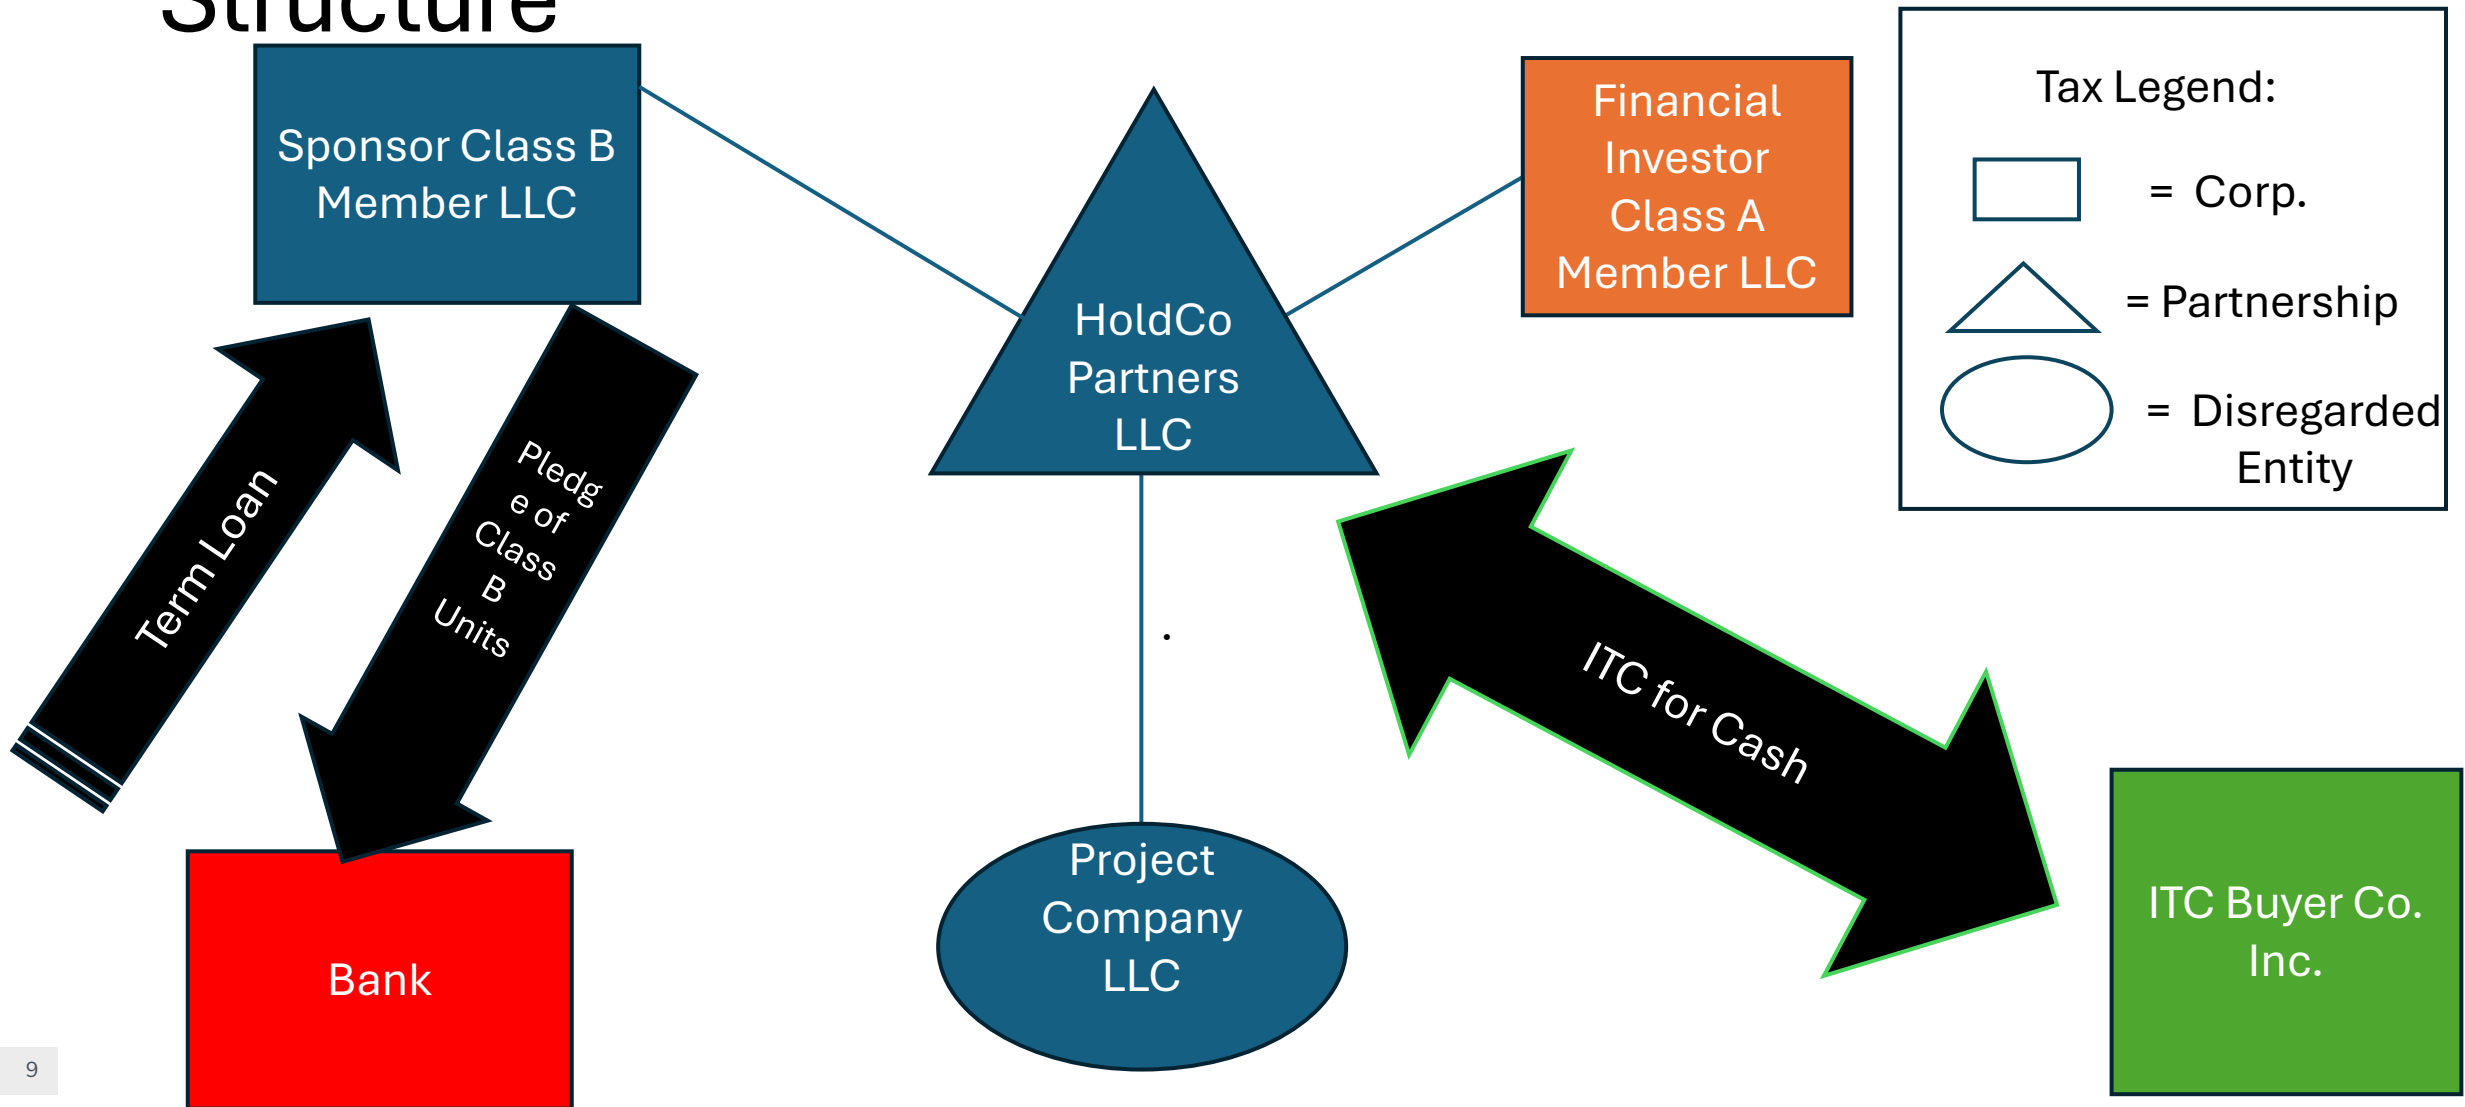 Structure
Sponsor Class B
Member LLC
Financial
Investor
Class A
Member LLC
Tax Legend:
= Corp.
= Partnership
= Disregarded
Entity
HoldCo
Partners
LLC
Term Loan
Pledg
e of
Class
B
Units
.
ITC for Cash
Project
Company
LLC
Bank
ITC Buyer Co.
Inc.
9